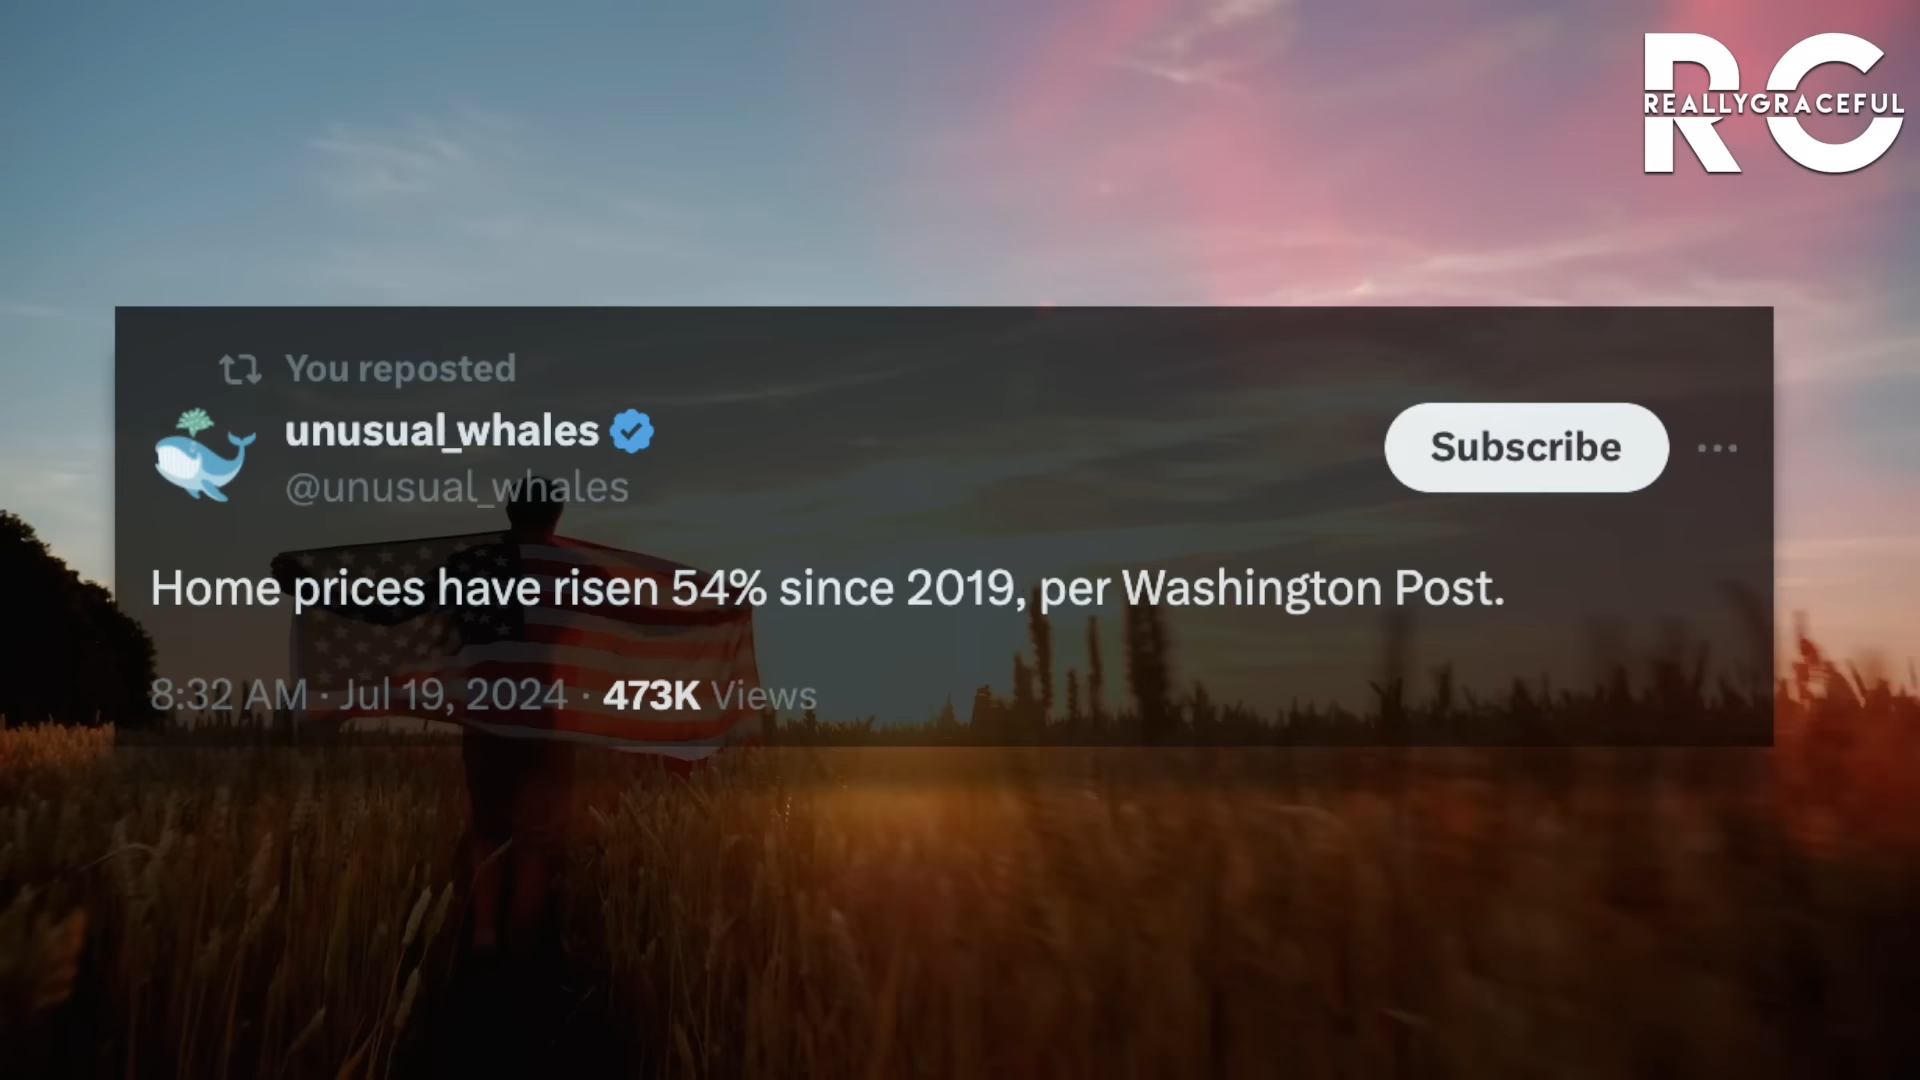 RG
REALLYGRACEFUL
You reposted
unusual_whales
@unusual_whales
Subscribe
Home prices have risen 54% since 2019, per Washington Post.
8:32 AM · Jul 19, 2024 · 473K Views